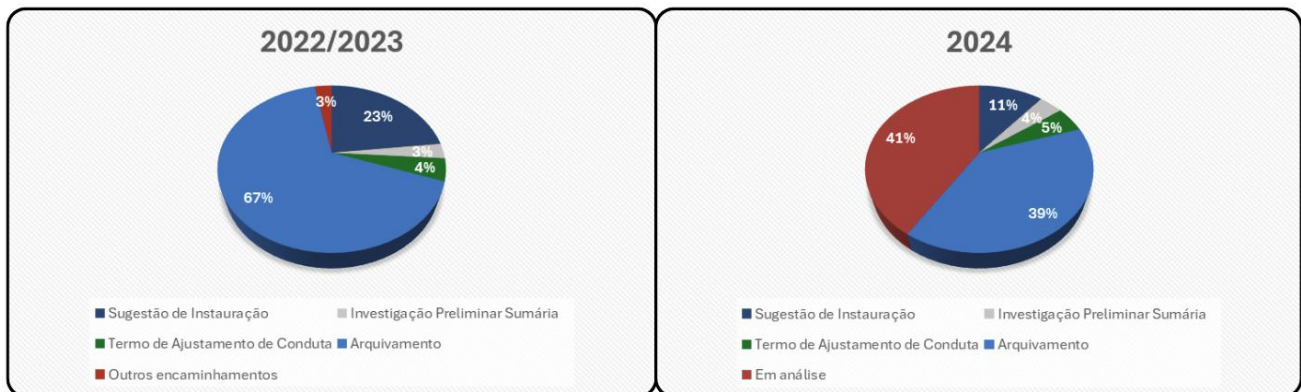 2022/2023
3%
23%
3%
4%
67%
Sugestão de Instauração
Investigação Preliminar Sumária
Termo de Ajustamento de Conduta
Arquivamento
Outros encaminhamentos
2024
11%
4%
5%
41%
39%
Sugestão de Instauração
Investigação Preliminar Sumária
Termo de Ajustamento de Conduta
Arquivamento
Em análise